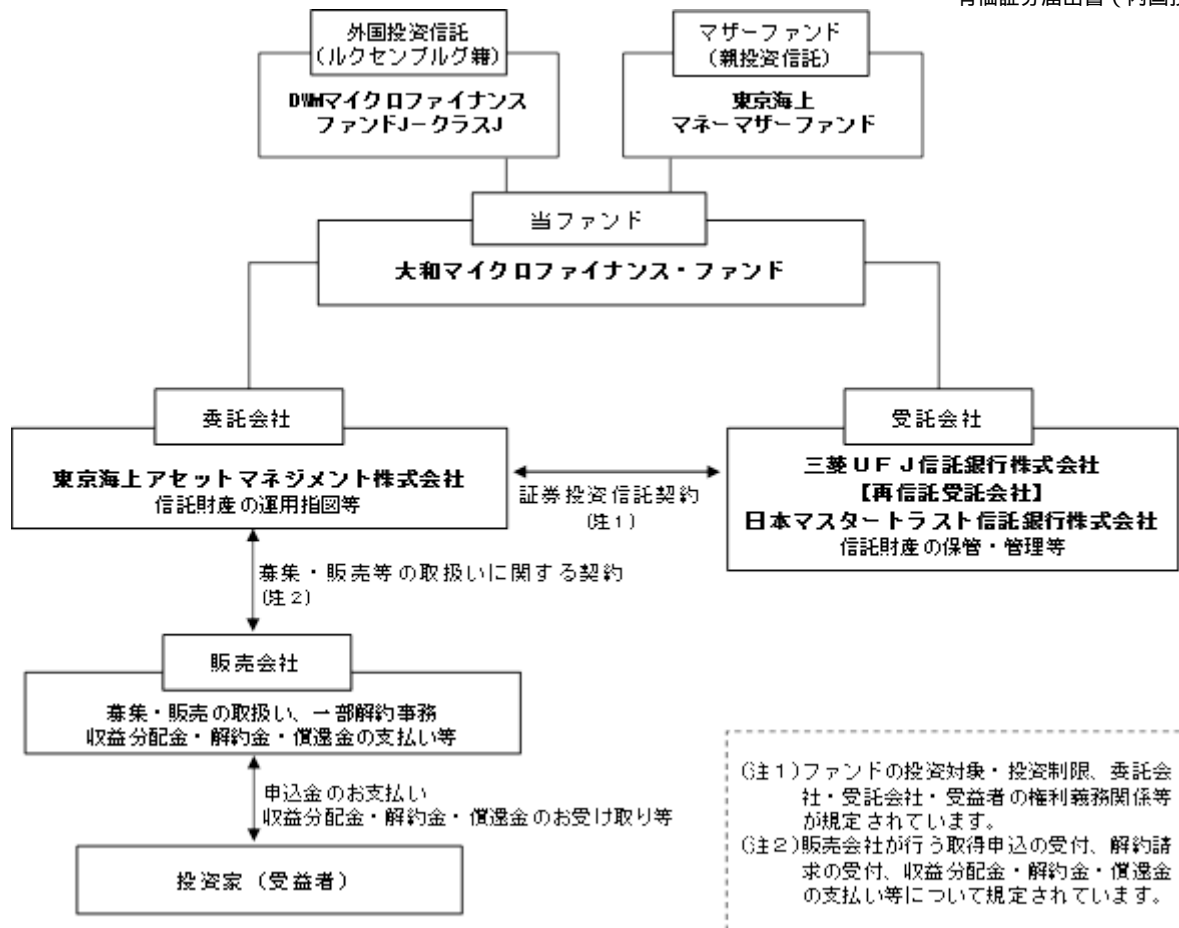 外国投資信託
(ルクセンブルグ籍)
DWMマイクロファイナンス
ファンドJ－クラスJ
マザーファンド
(親投資信託)
東京海上
マネーマザーファンド
当ファンド
大和マイクロファイナンス・ファンド
委託会社
東京海上アセットマネジメント株式会社
信託財産の運用指図等
証券投資信託契約
(注1)
受託会社
三菱ＵＦＪ信託銀行株式会社
【再信託受託会社】
日本マスタートラスト信託銀行株式会社
信託財産の保管・管理等
募集・販売等の取扱いに関する契約
(注2)
販売会社
募集・販売の取扱い、一部解約事務
収益分配金・解約金・償還金の支払い等
申込金のお支払い
収益分配金・解約金・償還金のお受け取り等
投資家（受益者）
(注1)ファンドの投資対象・投資制限、委託会
社・受託会社・受益者の権利義務関係等
が規定されています。
(注2)販売会社が行う取得申込の受付、解約請
求の受付、収益分配金・解約金・償還金
の支払い等について規定されています。